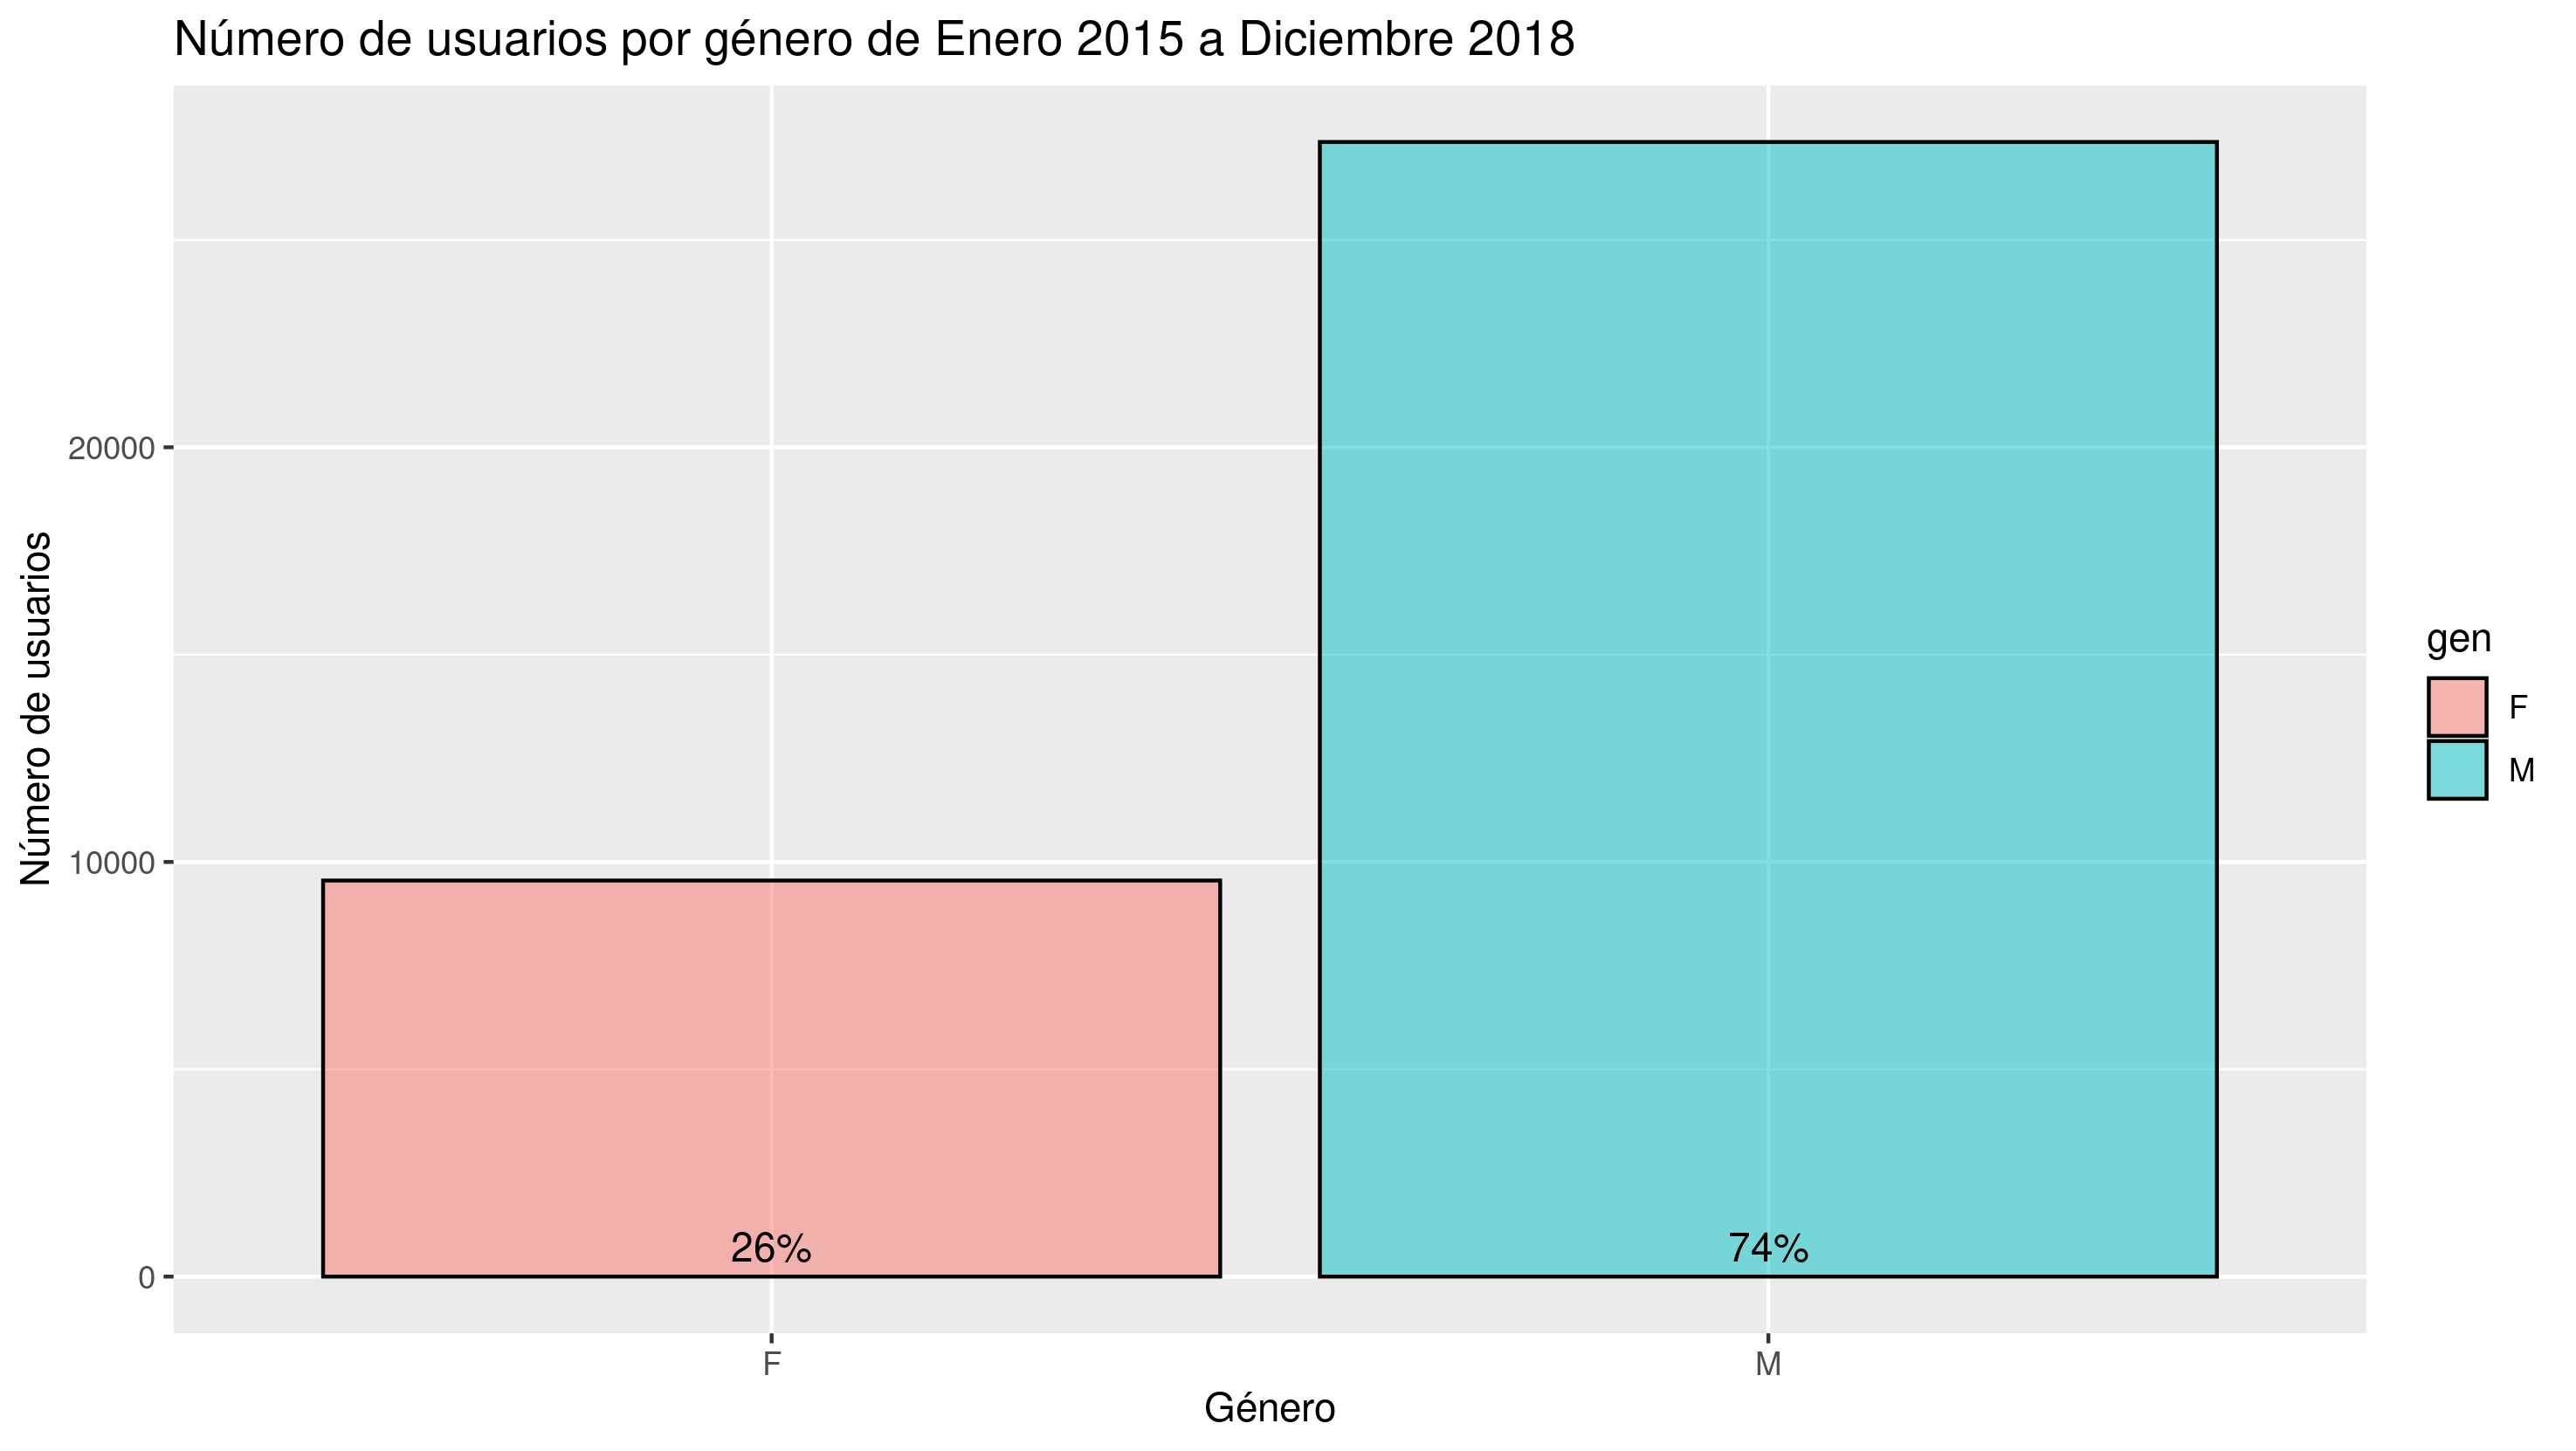 Número de usuarios por género de Enero 2015 a Diciembre 2018
Número de usuarios
20000
10000
0
26%
74%
F
M
Género
gen
F
M